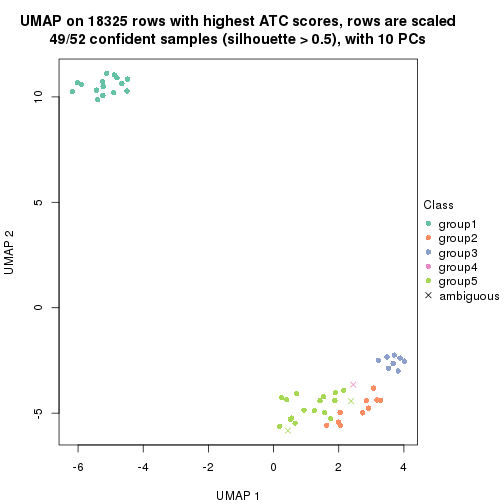 UMAP on 18325 rows with highest ATC scores, rows are scaled
49/52 confident samples (silhouette > 0.5), with 10 PCs
UMAP 2
10
5
0
-5
-6
-4
-2
0
2
4
UMAP 1
Class
group1
group2
group3
group4
group5
ambiguous